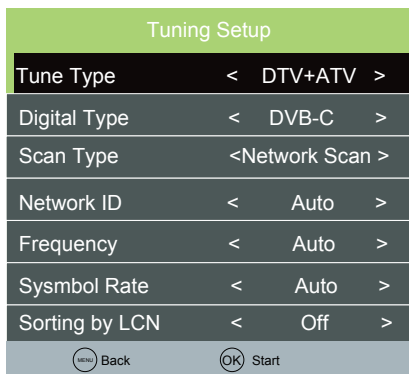 Tuning Setup
Tune Type < DTV+ATV >
Digital Type < DVB-C >
Scan Type <Network Scan >
Network ID < Auto >
Frequency < Auto >
Sysmbol Rate < Auto >
Sorting by LCN < Off >
MENU Back OK Start